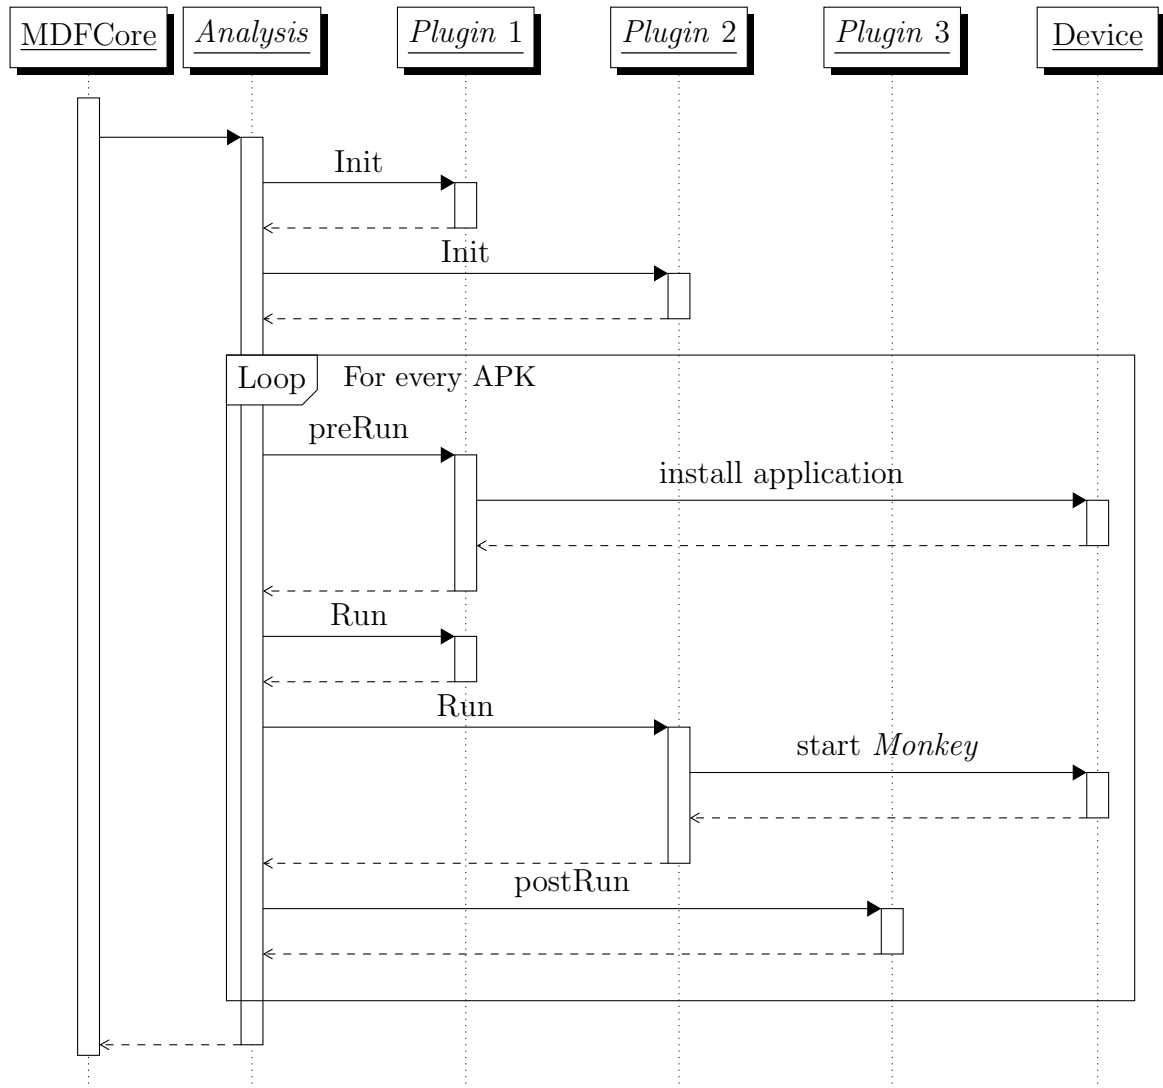 MDFCore
Analysis
Plugin 1
Plugin 2
Plugin 3
Device
Init
Init
Loop
For every APK
preRun
install application
Run
Run
start Monkey
postRun